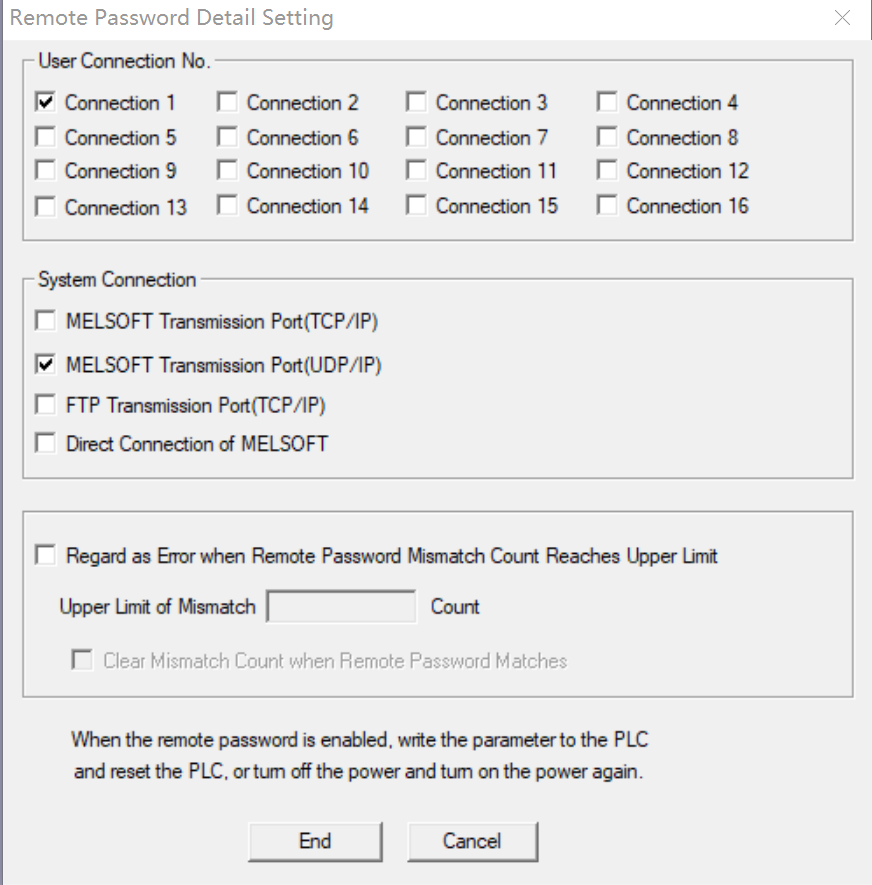 Remote Password Detail Setting
User Connection No.
Connection 1 Connection 2 Connection 3 Connection 4
Connection 5 Connection 6 Connection 7 Connection 8
Connection 9 Connection 10 Connection 11 Connection 12
Connection 13 Connection 14 Connection 15 Connection 16
System Connection
MELSOFT Transmission Port(TCP/IP)
MELSOFT Transmission Port(UDP/IP)
FTP Transmission Port(TCP/IP)
Direct Connection of MELSOFT
Regard as Error when Remote Password Mismatch Count Reaches Upper Limit
Upper Limit of Mismatch Count
Clear Mismatch Count when Remote Password Matches
When the remote password is enabled, write the parameter to the PLC
and reset the PLC, or turn off the power and turn on the power again.
End Cancel